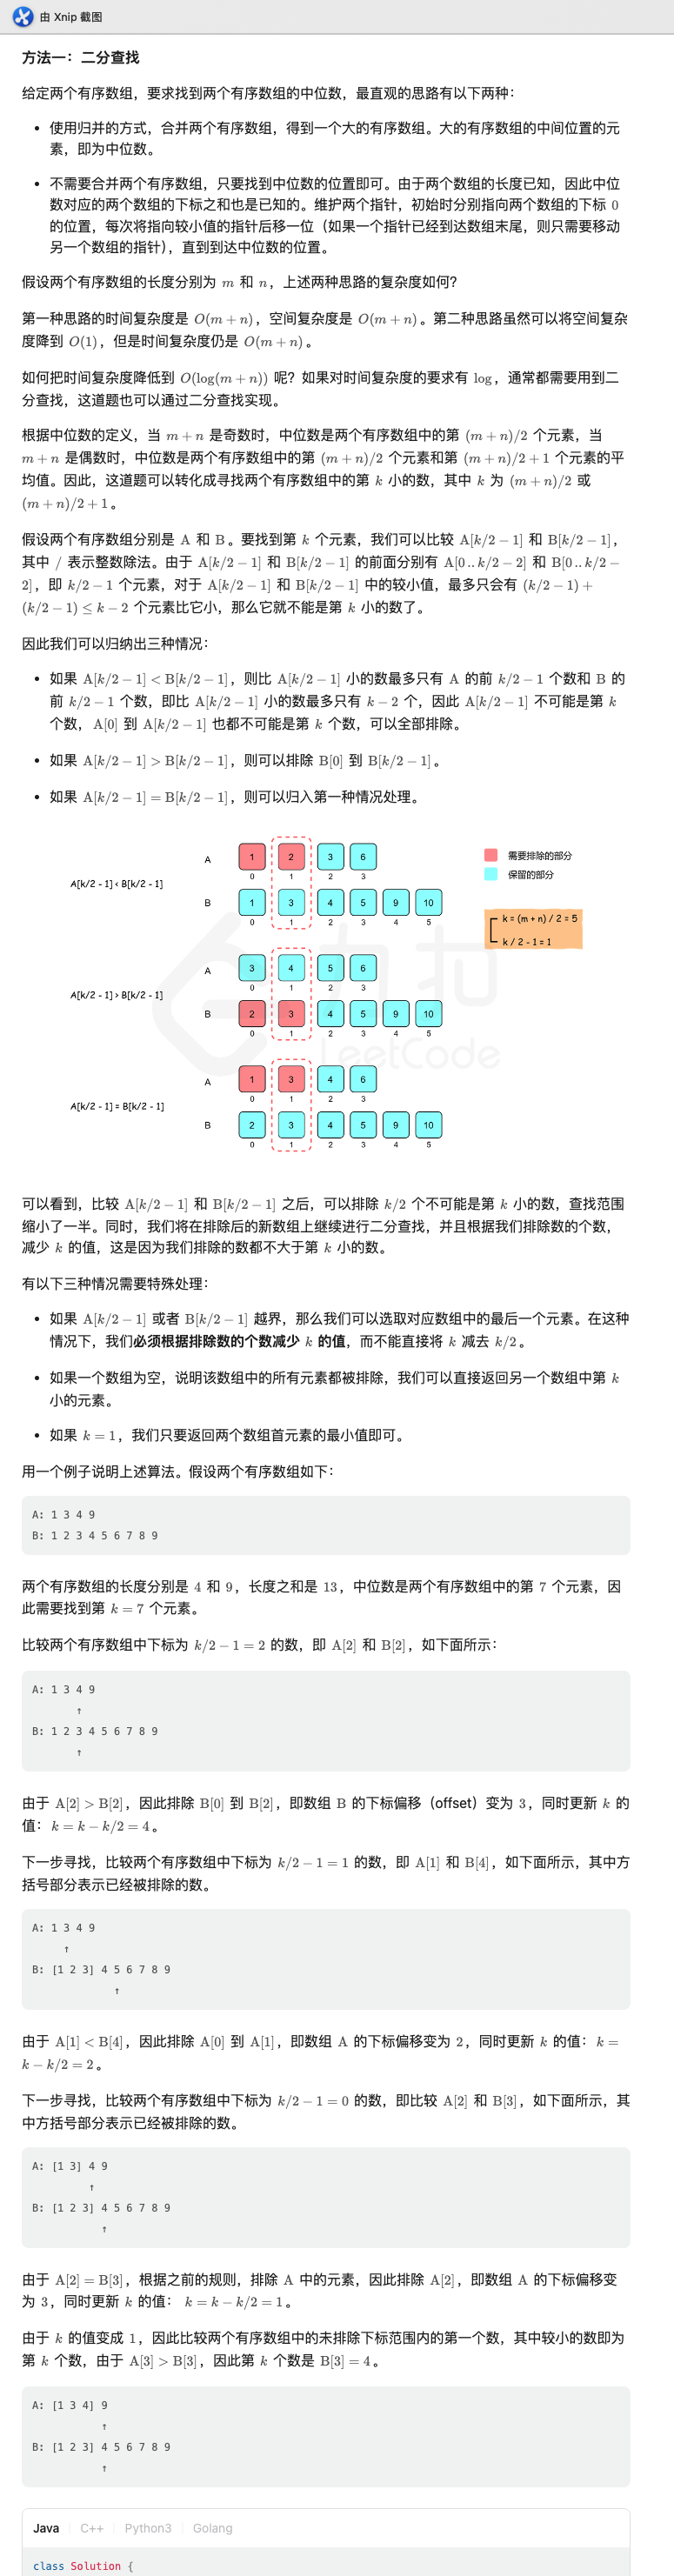 由 Xnip 截图
方法一：二分查找
给定两个有序数组，要求找到两个有序数组的中位数，最直观的思路有以下两种：
• 使用归并的方式，合并两个有序数组，得到一个大的有序数组。大的有序数组的中间位置的元
素，即为中位数。
• 不需要合并两个有序数组，只要找到中位数的位置即可。由于两个数组的长度已知，因此中位
数对应的两个数组的下标之和也是已知的。维护两个指针，初始时分别指向两个数组的下标 0
的位置，每次将指向较小值的指针后移一位（如果一个指针已经到达数组末尾，则只需要移动
另一个数组的指针），直到到达中位数的位置。
假设两个有序数组的长度分别为 m 和 n，上述两种思路的复杂度如何？
第一种思路的时间复杂度是 O(m + n)，空间复杂度是 O(m + n)。第二种思路虽然可以将空间复杂
度降到 O(1)，但是时间复杂度仍是 O(m + n)。
如何把时间复杂度降低到 O(log(m + n)) 呢？如果对时间复杂度的要求有 log，通常都需要用到二
分查找，这道题也可以通过二分查找实现。
根据中位数的定义，当 m + n 是奇数时，中位数是两个有序数组中的第 (m + n)/2 个元素，当
m + n 是偶数时，中位数是两个有序数组中的第 (m + n)/2 个元素和第 (m + n)/2 + 1 个元素的平
均值。因此，这道题可以转化成寻找两个有序数组中的第 k 小的数，其中 k 为 (m + n)/2 或
(m + n)/2 + 1。
假设两个有序数组分别是 A 和 B。要找到第 k 个元素，我们可以比较 A[k/2 − 1] 和 B[k/2 − 1]，
其中 / 表示整数除法。由于 A[k/2 − 1] 和 B[k/2 − 1] 的前面分别有 A[0 .. k/2 − 2] 和 B[0 .. k/2 −
2]，即 k/2 − 1 个元素，对于 A[k/2 − 1] 和 B[k/2 − 1] 中的较小值，最多只会有 (k/2 − 1) +
(k/2 − 1) ≤ k − 2 个元素比它小，那么它就不能是第 k 小的数了。
因此我们可以归纳出三种情况：
• 如果 A[k/2 − 1] < B[k/2 − 1]，则比 A[k/2 − 1] 小的数最多只有 A 的前 k/2 − 1 个数和 B 的
前 k/2 − 1 个数，即比 A[k/2 − 1] 小的数最多只有 k − 2 个，因此 A[k/2 − 1] 不可能是第 k
个数，A[0] 到 A[k/2 − 1] 也都不可能是第 k 个数，可以全部排除。
• 如果 A[k/2 − 1] > B[k/2 − 1]，则可以排除 B[0] 到 B[k/2 − 1]。
• 如果 A[k/2 − 1] = B[k/2 − 1]，则可以归入第一种情况处理。
A[k/2 - 1] < B[k/2 - 1]
A 1 2 3 6
0 1 2 3
B 1 3 4 5 9 10
0 1 2 3 4 5
需要排除的部分
保留的部分
k = (m + n) / 2 = 5
k / 2 - 1 = 1
A[k/2 - 1] > B[k/2 - 1]
A 3 4 5 6
0 1 2 3
B 2 3 4 5 9 10
0 1 2 3 4 5
力扣
LeetCode
A[k/2 - 1] = B[k/2 - 1]
A 1 3 4 6
0 1 2 3
B 2 3 4 5 9 10
0 1 2 3 4 5
可以看到，比较 A[k/2 − 1] 和 B[k/2 − 1] 之后，可以排除 k/2 个不可能是第 k 小的数，查找范围
缩小了一半。同时，我们将在排除后的新数组上继续进行二分查找，并且根据我们排除数的个数，
减少 k 的值，这是因为我们排除的数都不大于第 k 小的数。
有以下三种情况需要特殊处理：
• 如果 A[k/2 − 1] 或者 B[k/2 − 1] 越界，那么我们可以选取对应数组中的最后一个元素。在这种
情况下，我们必须根据排除数的个数减少 k 的值，而不能直接将 k 减去 k/2。
• 如果一个数组为空，说明该数组中的所有元素都被排除，我们可以直接返回另一个数组中第 k
小的元素。
• 如果 k = 1，我们只要返回两个数组首元素的最小值即可。
用一个例子说明上述算法。假设两个有序数组如下：
A: 1 3 4 9
B: 1 2 3 4 5 6 7 8 9
两个有序数组的长度分别是 4 和 9，长度之和是 13，中位数是两个有序数组中的第 7 个元素，因
此需要找到第 k = 7 个元素。
比较两个有序数组中下标为 k/2 − 1 = 2 的数，即 A[2] 和 B[2]，如下面所示：
A: 1 3 4 9
↑
B: 1 2 3 4 5 6 7 8 9
↑
由于 A[2] > B[2]，因此排除 B[0] 到 B[2]，即数组 B 的下标偏移（offset）变为 3，同时更新 k 的
值：k = k − k/2 = 4。
下一步寻找，比较两个有序数组中下标为 k/2 − 1 = 1 的数，即 A[1] 和 B[4]，如下面所示，其中方
括号部分表示已经被排除的数。
A: 1 3 4 9
↑
B: [1 2 3] 4 5 6 7 8 9
↑
由于 A[1] < B[4]，因此排除 A[0] 到 A[1]，即数组 A 的下标偏移变为 2，同时更新 k 的值：k =
k − k/2 = 2。
下一步寻找，比较两个有序数组中下标为 k/2 − 1 = 0 的数，即比较 A[2] 和 B[3]，如下面所示，其
中方括号部分表示已经被排除的数。
A: [1 3] 4 9
↑
B: [1 2 3] 4 5 6 7 8 9
↑
由于 A[2] = B[3]，根据之前的规则，排除 A 中的元素，因此排除 A[2]，即数组 A 的下标偏移变
为 3，同时更新 k 的值： k = k − k/2 = 1。
由于 k 的值变成 1，因此比较两个有序数组中的未排除下标范围内的第一个数，其中较小的数即为
第 k 个数，由于 A[3] > B[3]，因此第 k 个数是 B[3] = 4。
A: [1 3 4] 9
↑
B: [1 2 3] 4 5 6 7 8 9
↑
Java C++ Python3 Golang
class Solution {